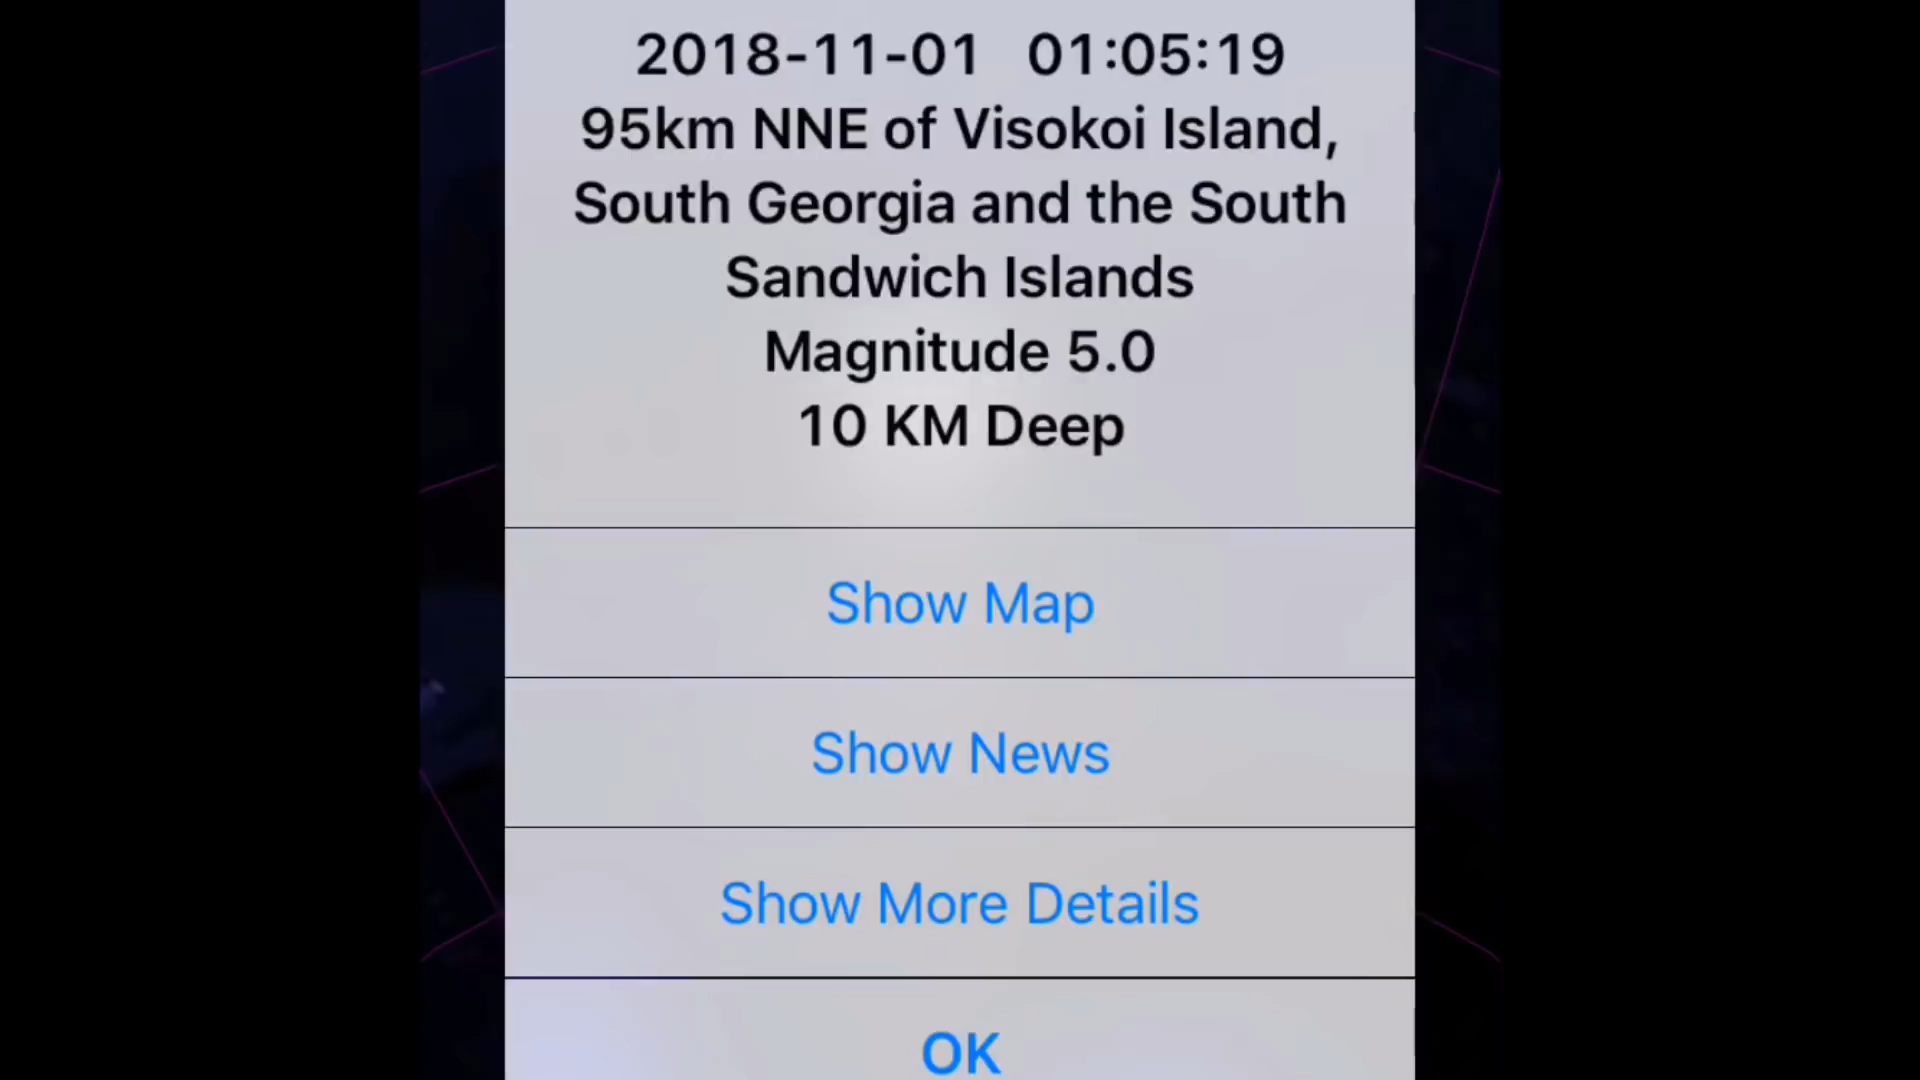 2018-11-01 01:05:19
95km NNE of Visokoi Island,
South Georgia and the South
Sandwich Islands
Magnitude 5.0
10 KM Deep
Show Map
Show News
Show More Details
OK